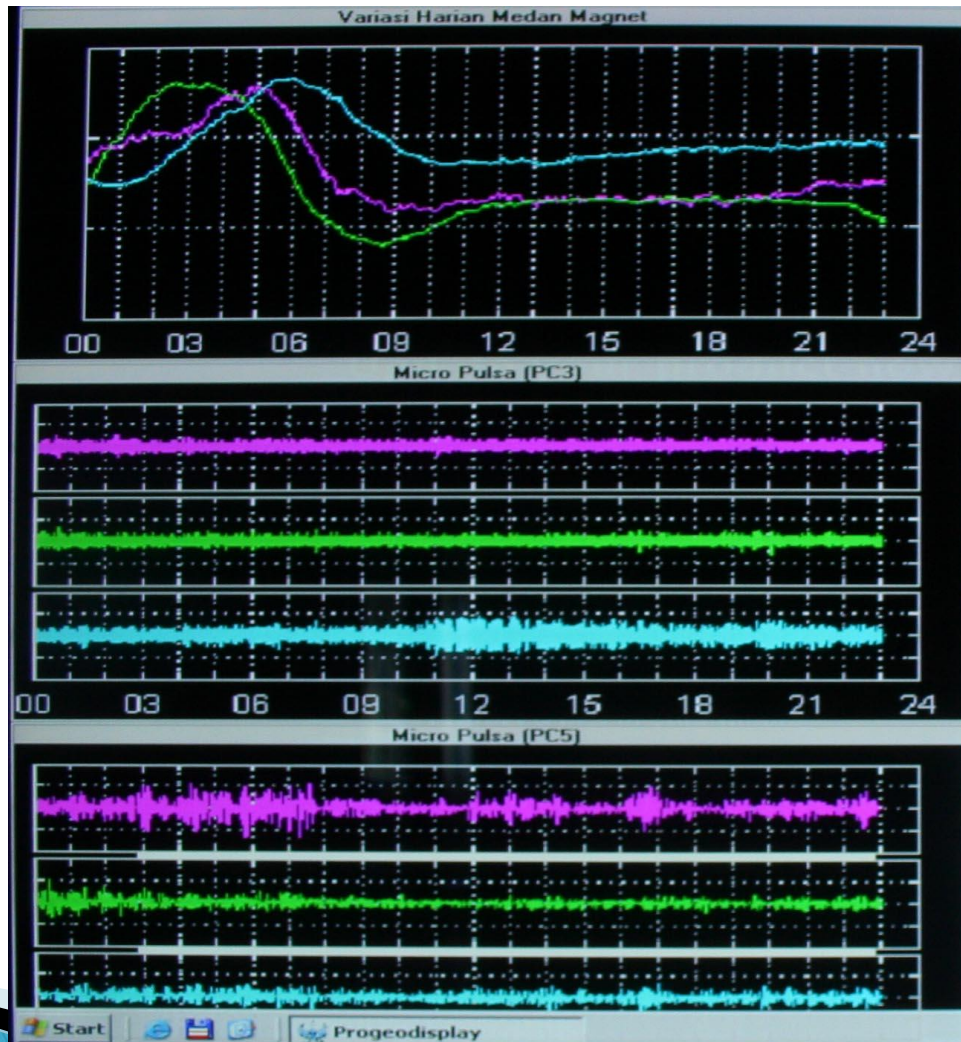 Variasi Harian Medan Magnet
00 03 06 09 12 15 18 21 24
Micro Pulsa (PC3)
00 03 06 09 12 15 18 21 24
Micro Pulsa (PC5)
Start Progeodisplay